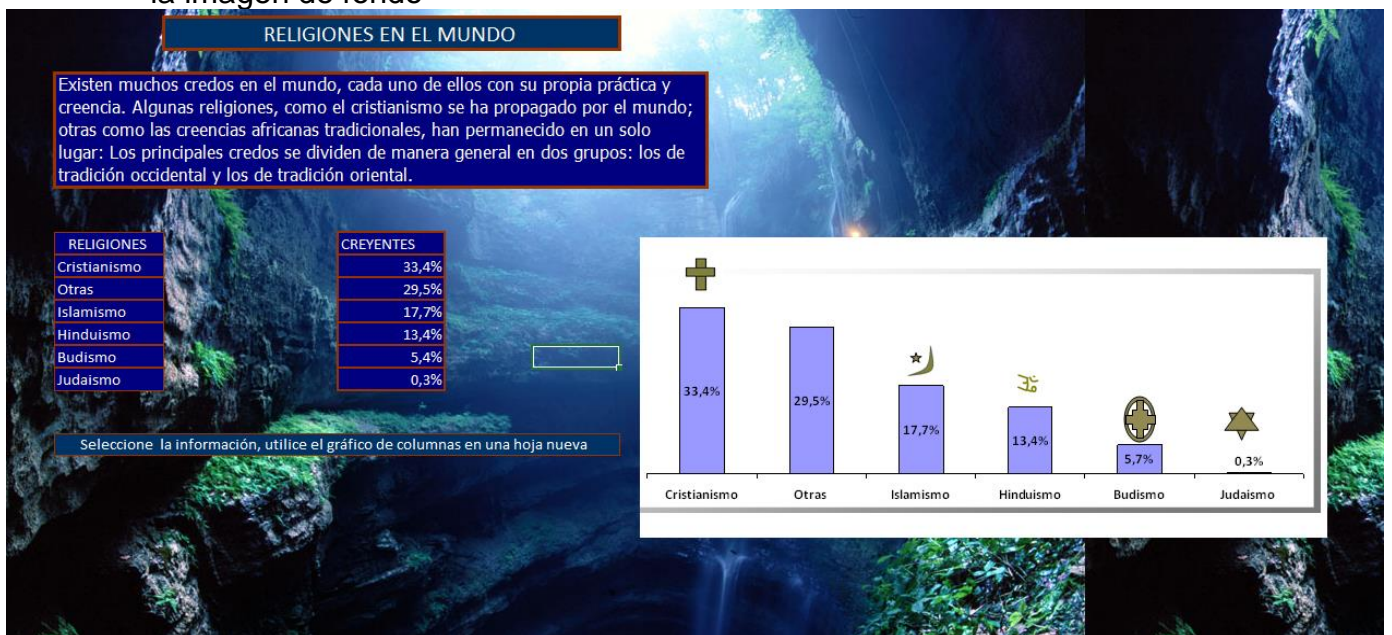 la imagen de fondo
RELIGIONES EN EL MUNDO
Existen muchos credos en el mundo, cada uno de ellos con su propia práctica y
creencia. Algunas religiones, como el cristianismo se ha propagado por el mundo;
otras como las creencias africanas tradicionales, han permanecido en un solo
lugar: Los principales credos se dividen de manera general en dos grupos: los de
tradición occidental y los de tradición oriental.
RELIGIONES CREYENTES
Cristianismo 33,4%
Otras 29,5%
Islamismo 17,7%
Hinduismo 13,4%
Budismo 5,4%
Judaismo 0,3%
Seleccione la información, utilice el gráfico de columnas en una hoja nueva
33,4% 29,5% 17,7% 13,4% 5,7% 0,3%
Cristianismo Otras Islamismo Hinduismo Budismo Judaismo